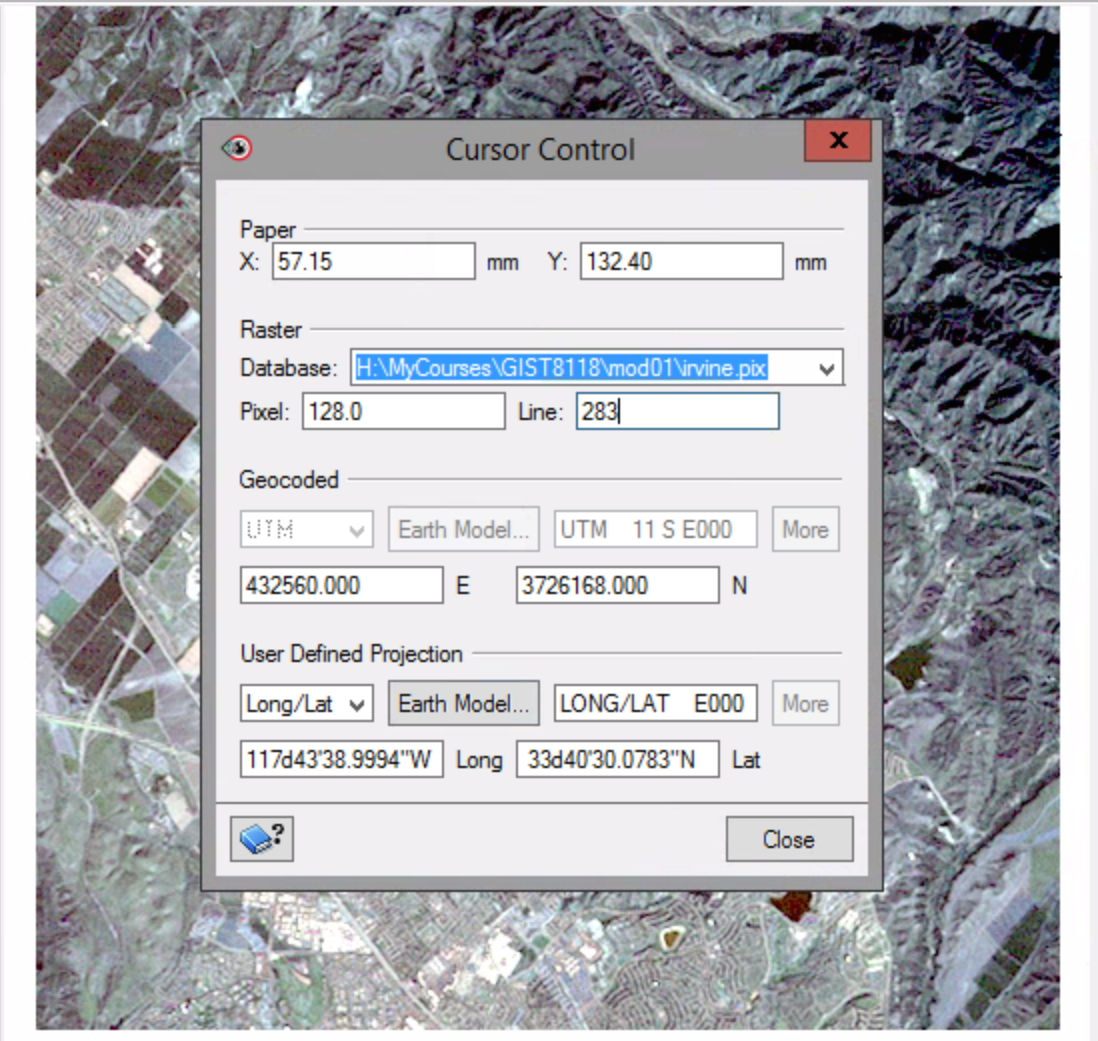 Cursor Control X
Paper
X: 57.15 mm Y: 132.40 mm
Raster
Database: H:\MyCourses\GIST8118\mod01\irvine.pix
Pixel: 128.0 Line: 283
Geocoded
UTM Earth Model... UTM 11 S E000 More
432560.000 E 3726168.000 N
User Defined Projection
Long/Lat Earth Model... LONG/LAT E000 More
117d43'38.9994"W Long 33d40'30.0783"N Lat
? Close